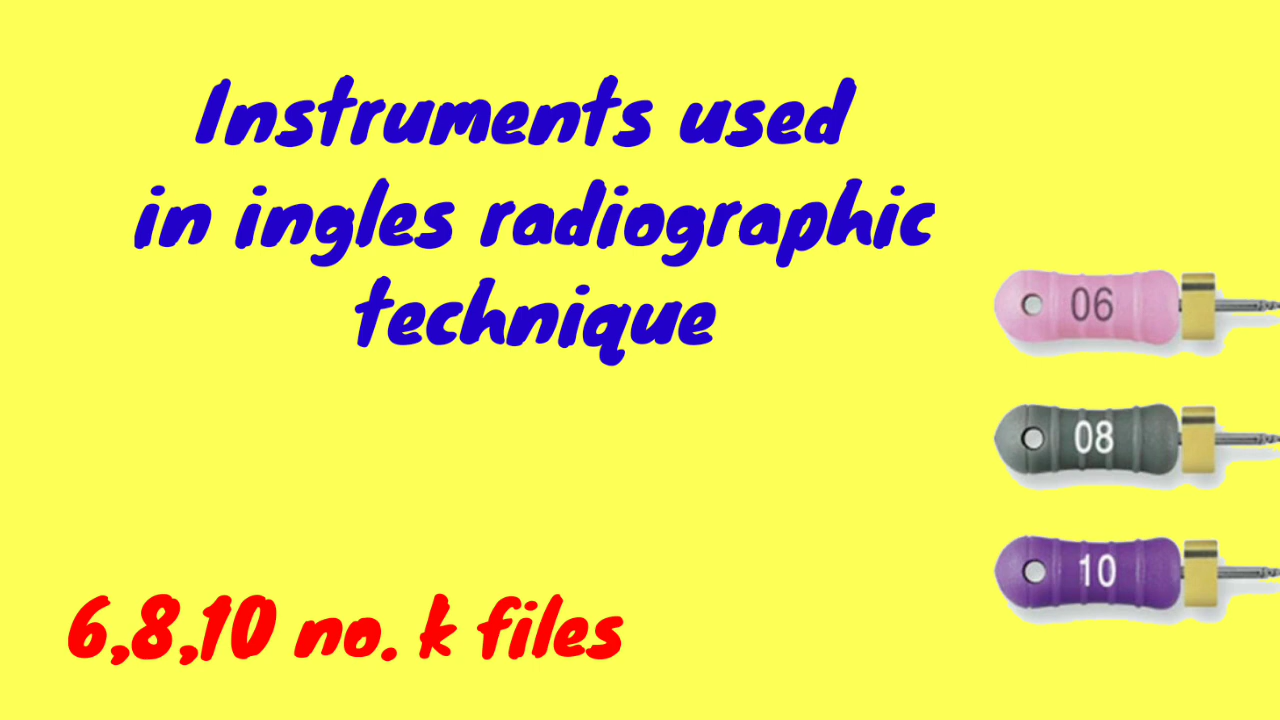 Instruments used
in ingles radiographic
technique
06
08
10
6,8,10 no. k files